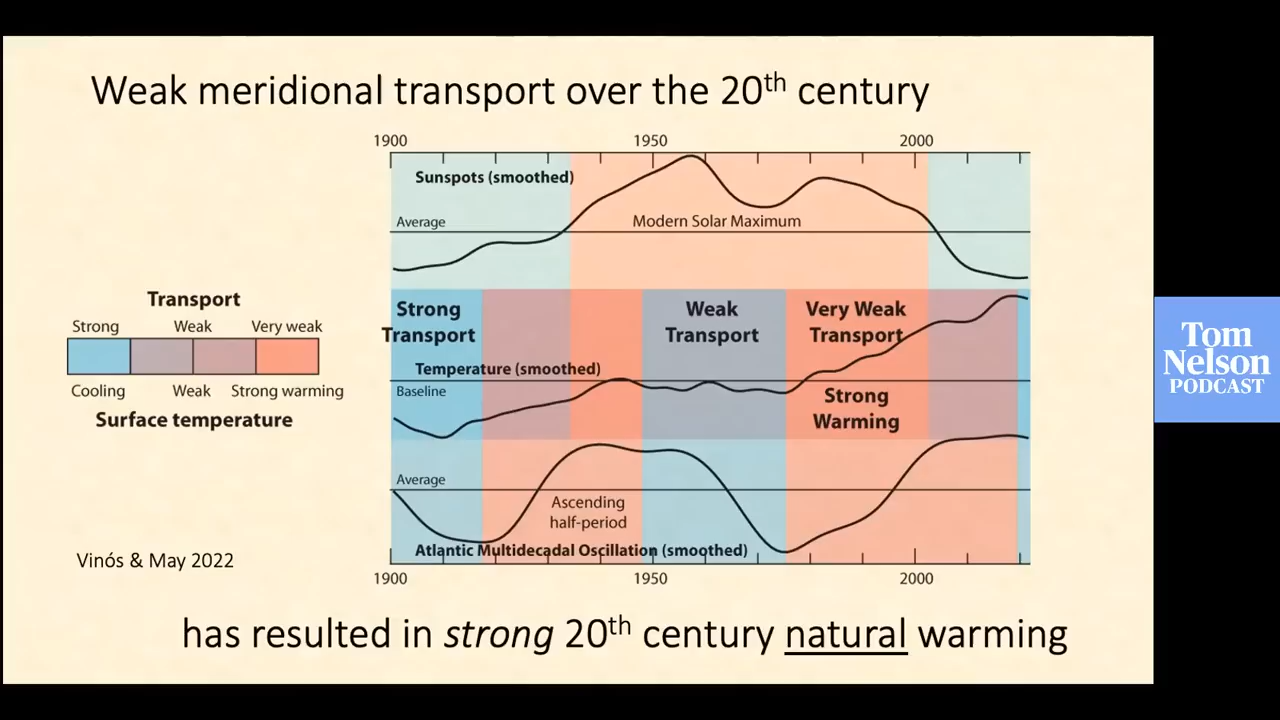 Weak meridional transport over the 20th century
1900 1950 2000
Sunspots (smoothed)
Average
Modern Solar Maximum
Transport
Strong Weak Very weak
Cooling Weak Strong warming
Surface temperature
Strong Transport
Weak Transport
Very Weak Transport
Temperature (smoothed)
Baseline
Strong Warming
Average
Ascending
half-period
Atlantic Multidecadal Oscillation (smoothed)
1900 1950 2000
Vinós & May 2022
has resulted in strong 20th century natural warming
Tom
Nelson
PODCAST